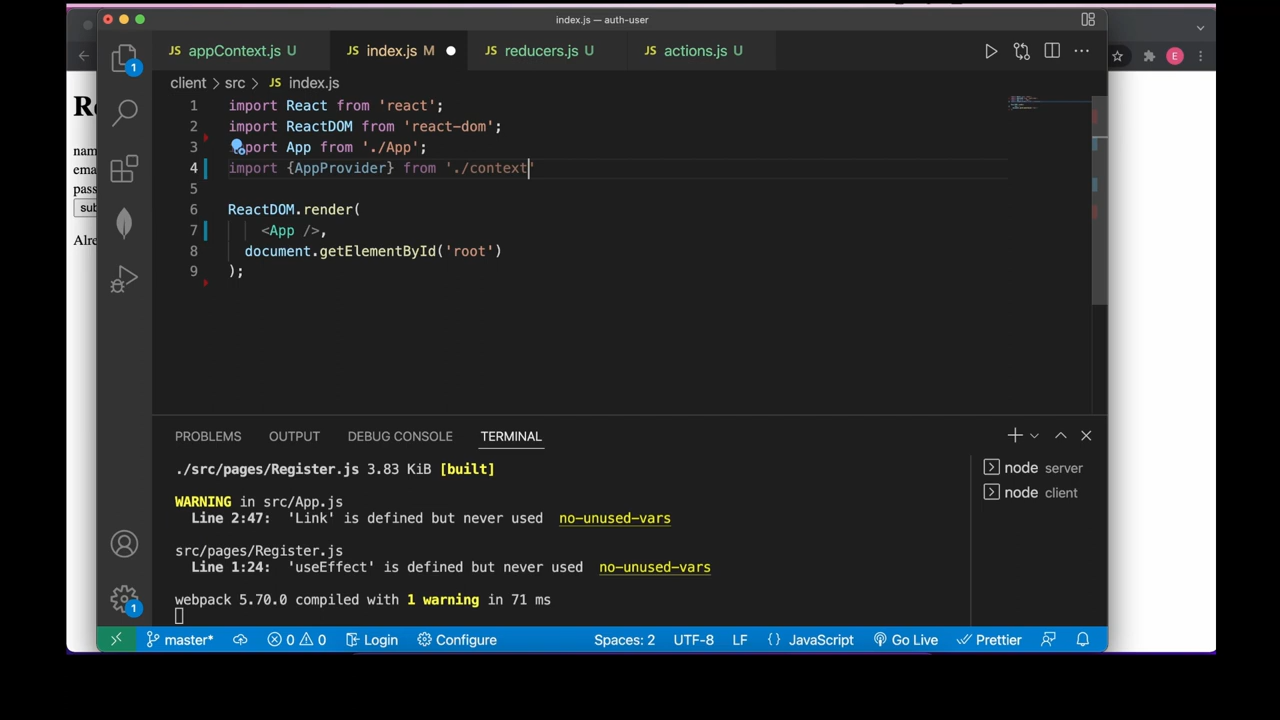 index.js — auth-user
JS appContext.js U
JS index.js M
JS reducers.js U
JS actions.js U
client > src > JS index.js
1 import React from 'react';
2 import ReactDOM from 'react-dom';
3 import App from './App';
4 import {AppProvider} from './context'
5
6 ReactDOM.render(
7 <App />,
8 document.getElementById('root')
9 );
1
PROBLEMS OUTPUT DEBUG CONSOLE TERMINAL
./src/pages/Register.js 3.83 KiB [built]
WARNING in src/App.js
Line 2:47: 'Link' is defined but never used no-unused-vars
src/pages/Register.js
Line 1:24: 'useEffect' is defined but never used no-unused-vars
webpack 5.70.0 compiled with 1 warning in 71 ms
node server
node client
1
master* 0 0 Login Configure Spaces: 2 UTF-8 LF {} JavaScript Go Live Prettier
E